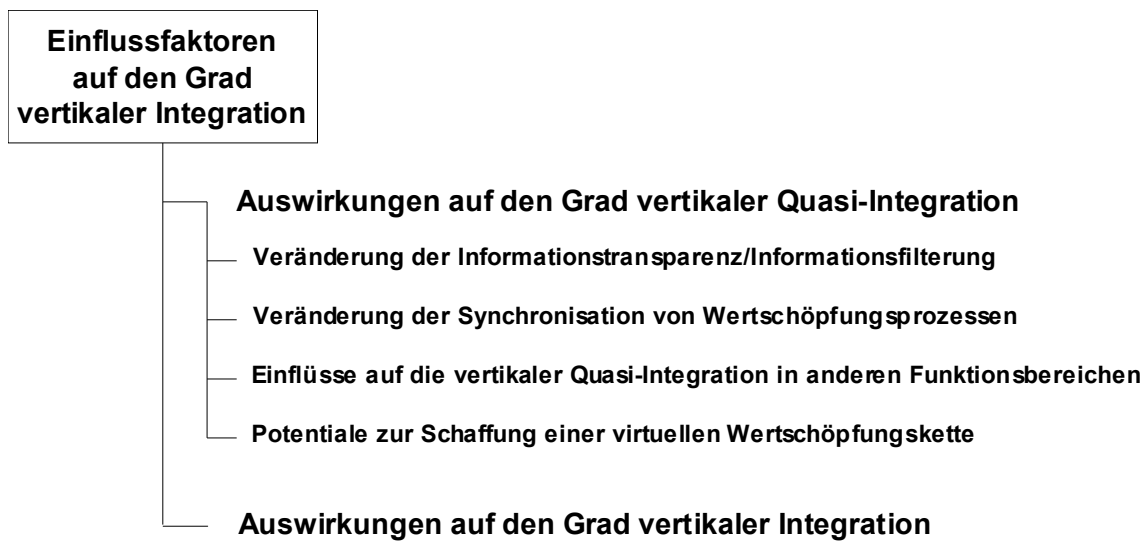 Einflussfaktoren
auf den Grad
vertikaler Integration
Auswirkungen auf den Grad vertikaler Quasi-Integration
Veränderung der Informationstransparenz/Informationsfilterung
Veränderung der Synchronisation von Wertschöpfungsprozessen
Einflüsse auf die vertikaler Quasi-Integration in anderen Funktionsbereichen
Potentiale zur Schaffung einer virtuellen Wertschöpfungskette
Auswirkungen auf den Grad vertikaler Integration